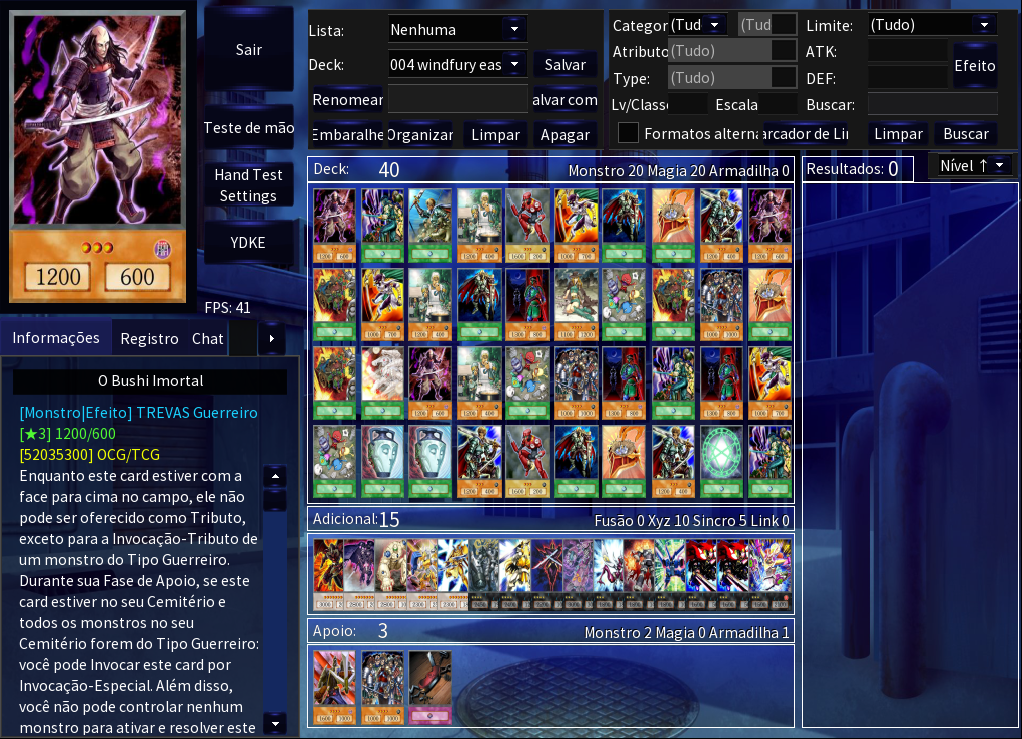 1200 600
Sair
Teste de mão
Hand Test
Settings
YDKE
FPS: 41
Lista: Nenhuma
Deck: 004 windfury eas Salvar
Renomear alvar com
Embaralhe Organizar Limpar Apagar
Categor (Tud (Tud Limite: (Tudo)
Atributo (Tudo) ATK: Efeito
Type: (Tudo) DEF:
Lv/Classe Escala Buscar:
Formatos alterna arcador de Lin Limpar Buscar
Deck: 40 Monstro 20 Magia 20 Armadilha 0
Resultados: 0 Nível ↑
Adicional: 15 Fusão 0 Xyz 10 Sincro 5 Link 0
Apoio: 3 Monstro 2 Magia 0 Armadilha 1
Informações Registro Chat
O Bushi Imortal
[Monstro|Efeito] TREVAS Guerreiro
[★3] 1200/600
[52035300] OCG/TCG
Enquanto este card estiver com a
face para cima no campo, ele não
pode ser oferecido como Tributo,
exceto para a Invocação-Tributo de
um monstro do Tipo Guerreiro.
Durante sua Fase de Apoio, se este
card estiver no seu Cemitério e
todos os monstros no seu
Cemitério forem do Tipo Guerreiro:
você pode Invocar este card por
Invocação-Especial. Além disso,
você não pode controlar nenhum
monstro para ativar e resolver este